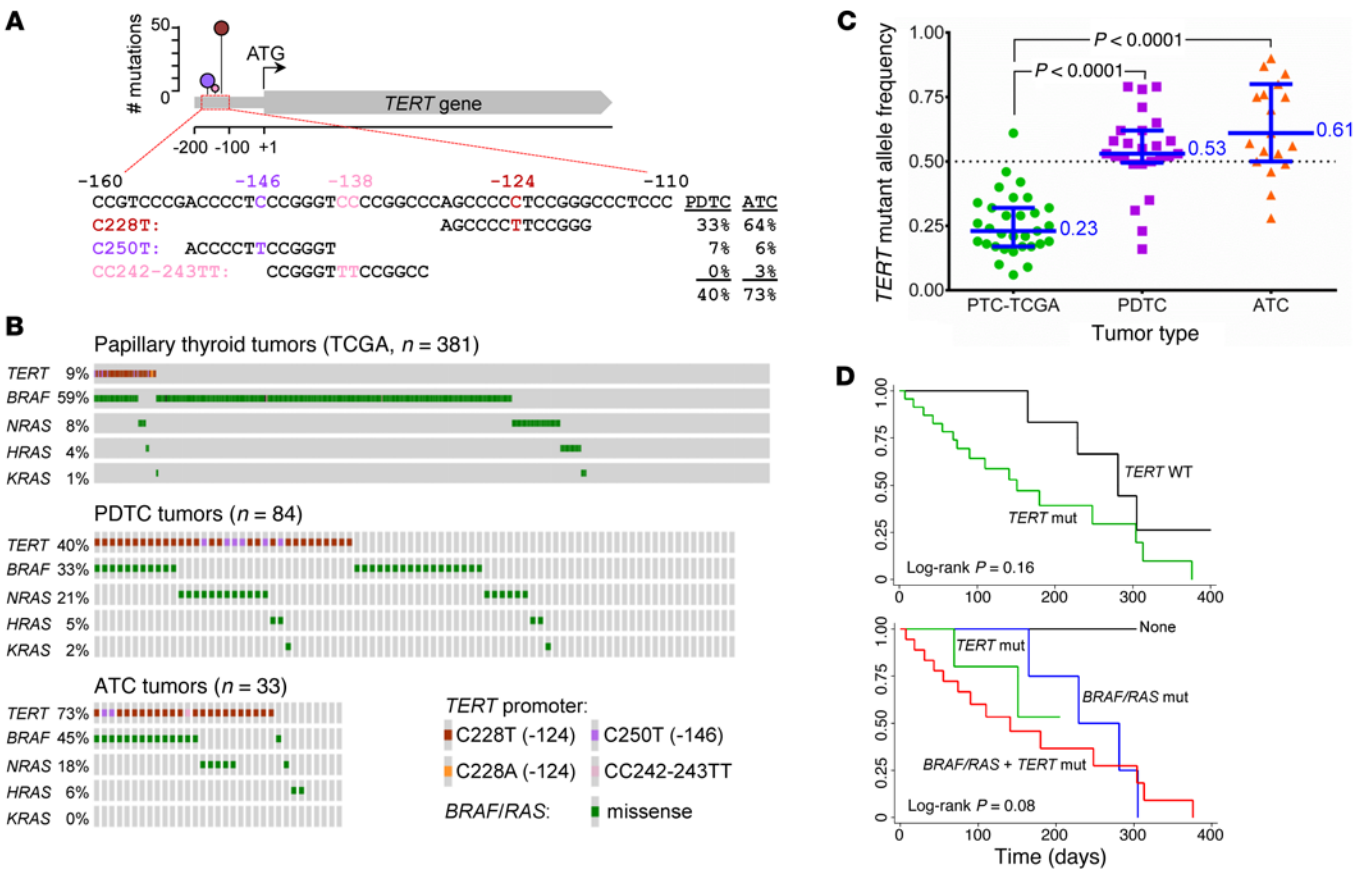 A
# mutations
50
0
ATG
TERT gene
-200 -100 +1
-160 -146 -138 -124 -110
CCGTCCCGACCCCTCCCGGGTCCCCGGCCCAGCCCCCTCCGGGCCCTCCC PDTC ATC
C228T: AGCCCCTTCCGGG 33% 64%
C250T: ACCCCTTCCGGGT 7% 6%
CC242-243TT: CCGGGTTTCCGGCC 0% 3%
40% 73%
B
Papillary thyroid tumors (TCGA, n = 381)
TERT 9%
BRAF 59%
NRAS 8%
HRAS 4%
KRAS 1%
PDTC tumors (n = 84)
TERT 40%
BRAF 33%
NRAS 21%
HRAS 5%
KRAS 2%
ATC tumors (n = 33)
TERT 73%
BRAF 45%
NRAS 18%
HRAS 6%
KRAS 0%
TERT promoter:
C228T (-124) C250T (-146)
C228A (-124) CC242-243TT
BRAF/RAS: missense
C
TERT mutant allele frequency
1.00
0.75
0.50
0.25
0.00
P < 0.0001
P < 0.0001
0.23
0.53
0.61
PTC-TCGA PDTC ATC
Tumor type
D
1.00
0.75
0.50
0.25
0
TERT WT
TERT mut
Log-rank P = 0.16
0 100 200 300 400
1.00
0.75
0.50
0.25
0
None
TERT mut
BRAF/RAS mut
BRAF/RAS + TERT mut
Log-rank P = 0.08
0 100 200 300 400
Time (days)